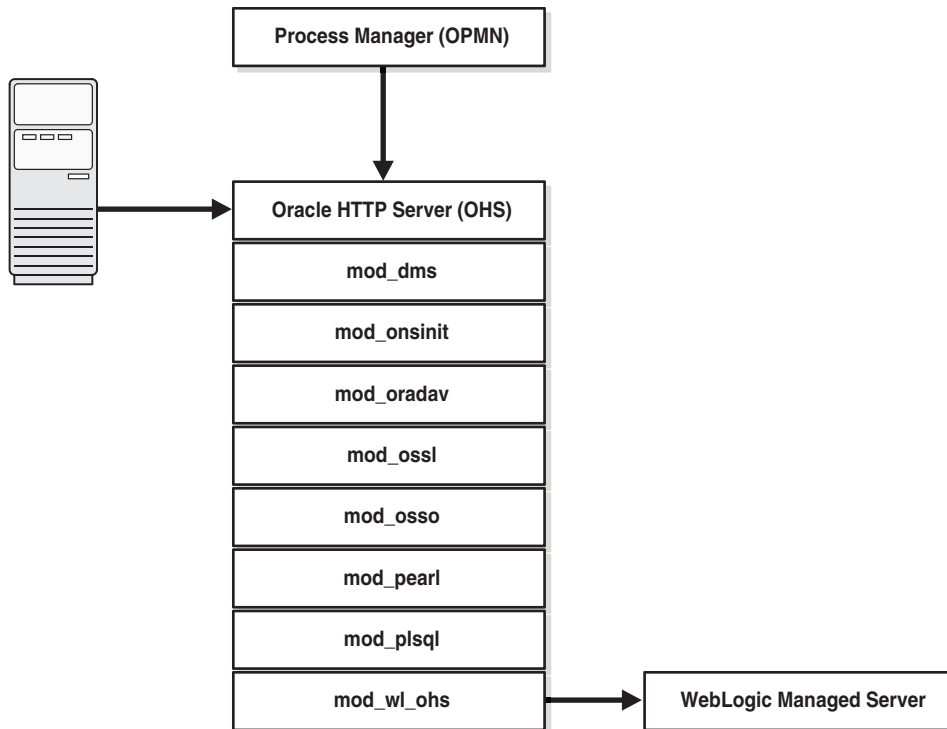 Process Manager (OPMN)
Oracle HTTP Server (OHS)
mod_dms
mod_onsinit
mod_oradav
mod_ossl
mod_osso
mod_pearl
mod_plsql
mod_wl_ohs
WebLogic Managed Server